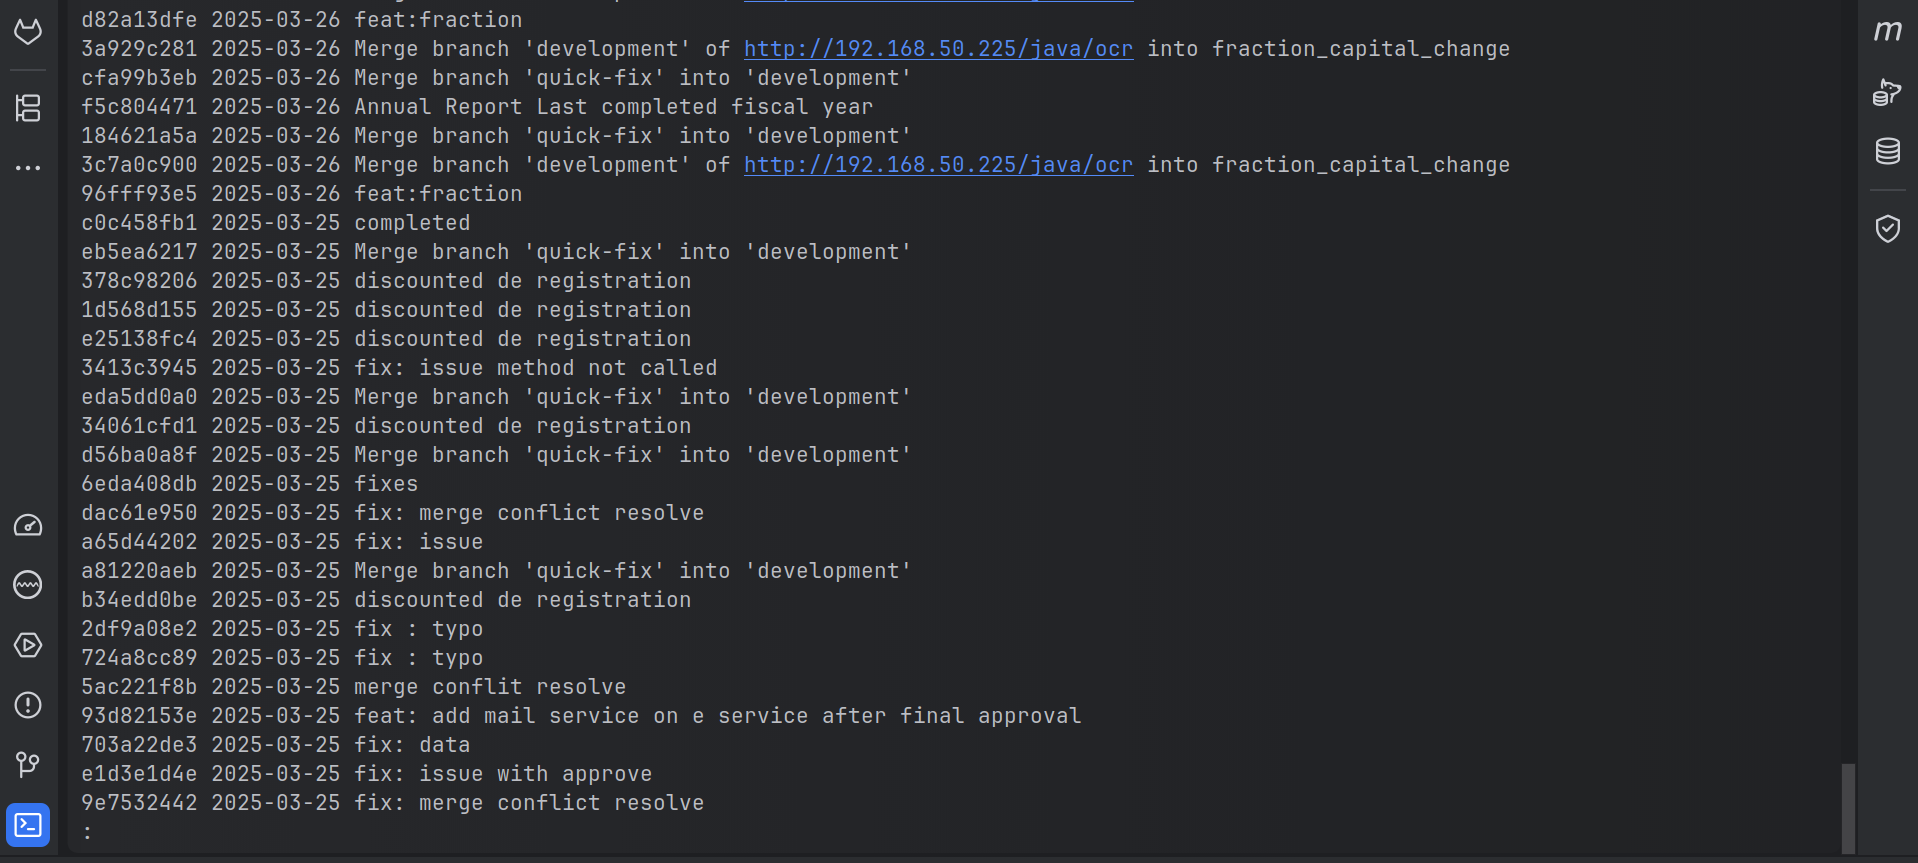 d82a13dfe 2025-03-26 feat:fraction
3a929c281 2025-03-26 Merge branch 'development' of http://192.168.50.225/java/ocr into fraction_capital_change
cfa99b3eb 2025-03-26 Merge branch 'quick-fix' into 'development'
f5c804471 2025-03-26 Annual Report Last completed fiscal year
184621a5a 2025-03-26 Merge branch 'quick-fix' into 'development'
3c7a0c900 2025-03-26 Merge branch 'development' of http://192.168.50.225/java/ocr into fraction_capital_change
96fff93e5 2025-03-26 feat:fraction
c0c458fb1 2025-03-25 completed
eb5ea6217 2025-03-25 Merge branch 'quick-fix' into 'development'
378c98206 2025-03-25 discounted de registration
1d568d155 2025-03-25 discounted de registration
e25138fc4 2025-03-25 discounted de registration
3413c3945 2025-03-25 fix: issue method not called
eda5dd0a0 2025-03-25 Merge branch 'quick-fix' into 'development'
34061cfd1 2025-03-25 discounted de registration
d56ba0a8f 2025-03-25 Merge branch 'quick-fix' into 'development'
6eda408db 2025-03-25 fixes
dac61e950 2025-03-25 fix: merge conflict resolve
a65d44202 2025-03-25 fix: issue
a81220aeb 2025-03-25 Merge branch 'quick-fix' into 'development'
b34edd0be 2025-03-25 discounted de registration
2df9a08e2 2025-03-25 fix : typo
724a8cc89 2025-03-25 fix : typo
5ac221f8b 2025-03-25 merge conflit resolve
93d82153e 2025-03-25 feat: add mail service on e service after final approval
703a22de3 2025-03-25 fix: data
e1d3e1d4e 2025-03-25 fix: issue with approve
9e7532442 2025-03-25 fix: merge conflict resolve
:
m